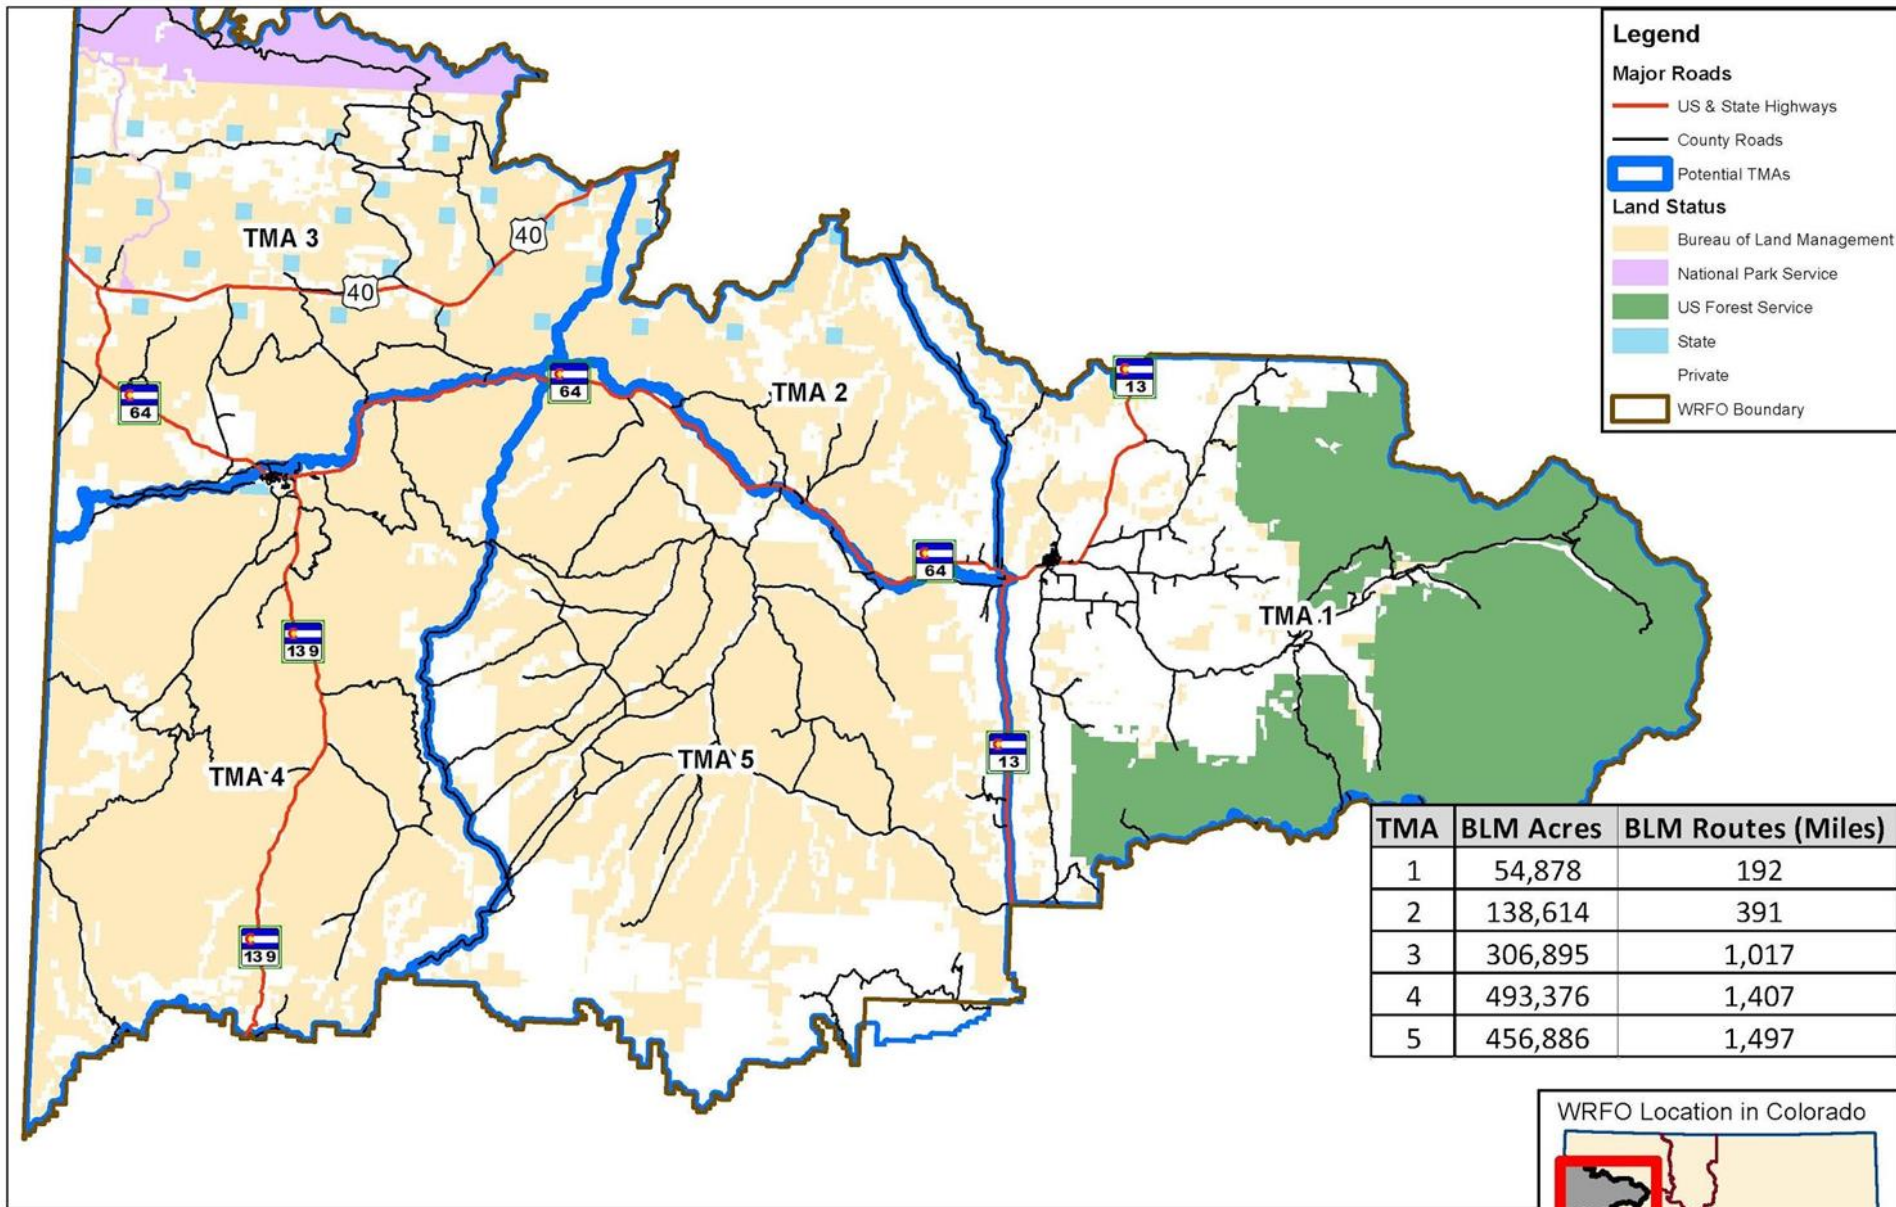 Legend
Major Roads
US & State Highways
County Roads
Potential TMAs
Land Status
Bureau of Land Management
National Park Service
US Forest Service
State
Private
WRFO Boundary
TMA 3
40
40
64
64
TMA 2
13
64
TMA 1
139
13
TMA 5
TMA 4
139
TMA BLM Acres BLM Routes (Miles)
1 54,878 192
2 138,614 391
3 306,895 1,017
4 493,376 1,407
5 456,886 1,497
WRFO Location in Colorado